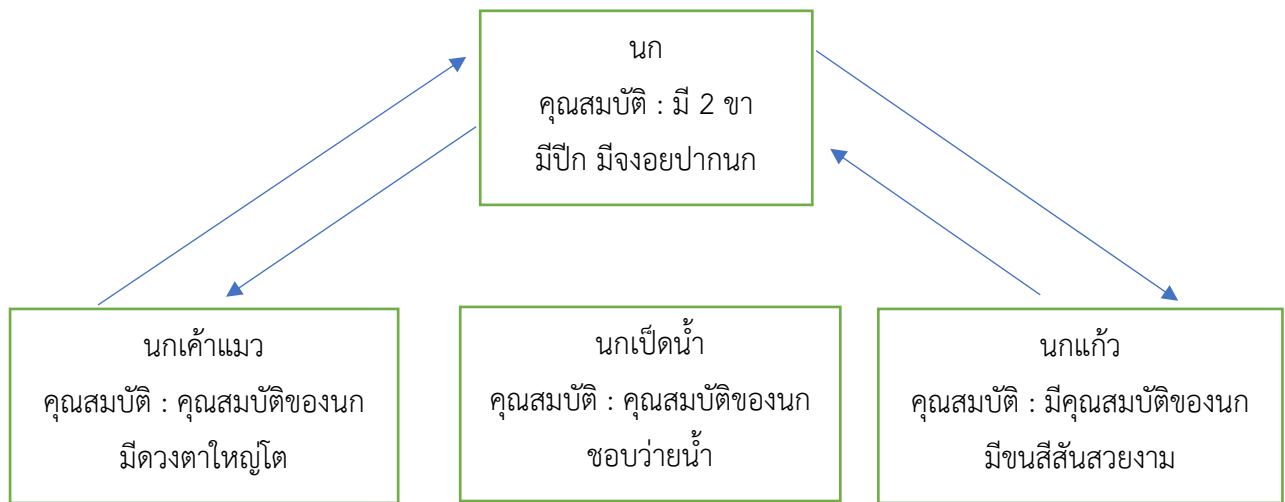 นก
คุณสมบัติ : มี 2 ขา
มีปีก มีจงอยปากนก
นกเค้าแมว
คุณสมบัติ : คุณสมบัติของนก
มีดวงตาใหญ่โต
นกเป็ดน้ำ
คุณสมบัติ : คุณสมบัติของนก
ชอบว่ายน้ำ
นกแก้ว
คุณสมบัติ : มีคุณสมบัติของนก
มีขนสีสันสวยงาม